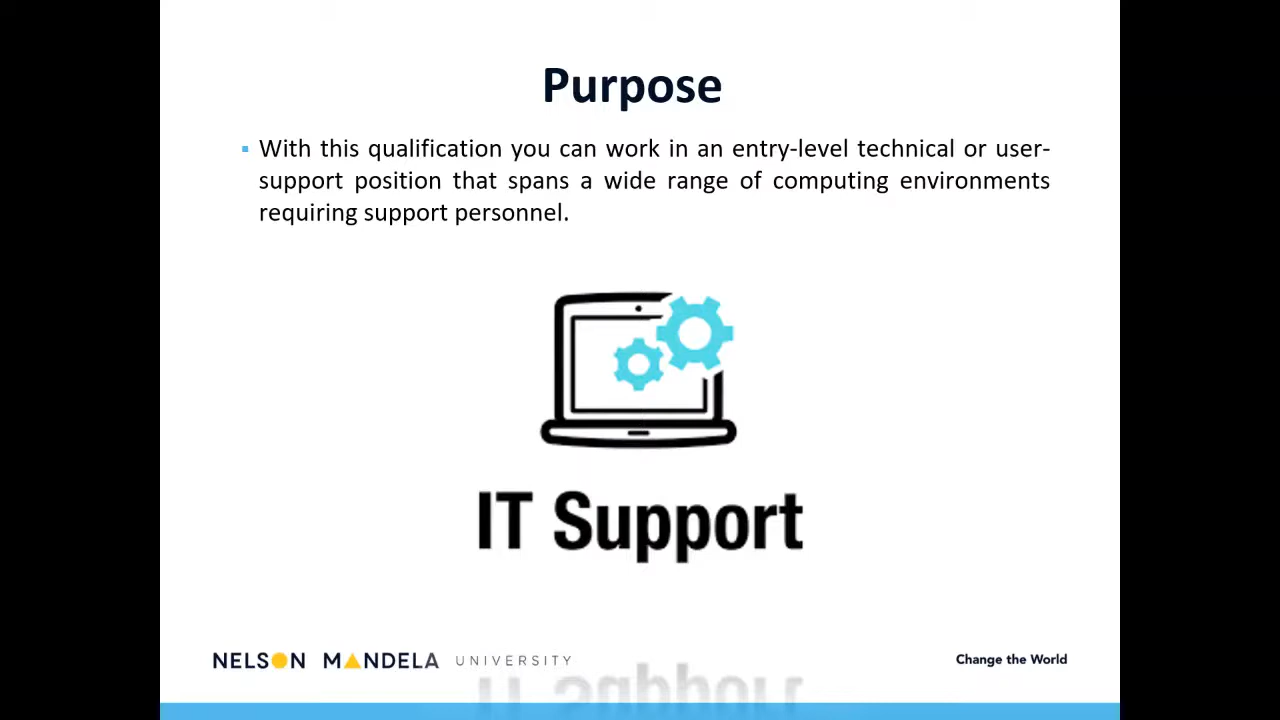 Purpose
With this qualification you can work in an entry-level technical or user-
support position that spans a wide range of computing environments
requiring support personnel.
IT Support
NELSON MANDELA UNIVERSITY
Change the World